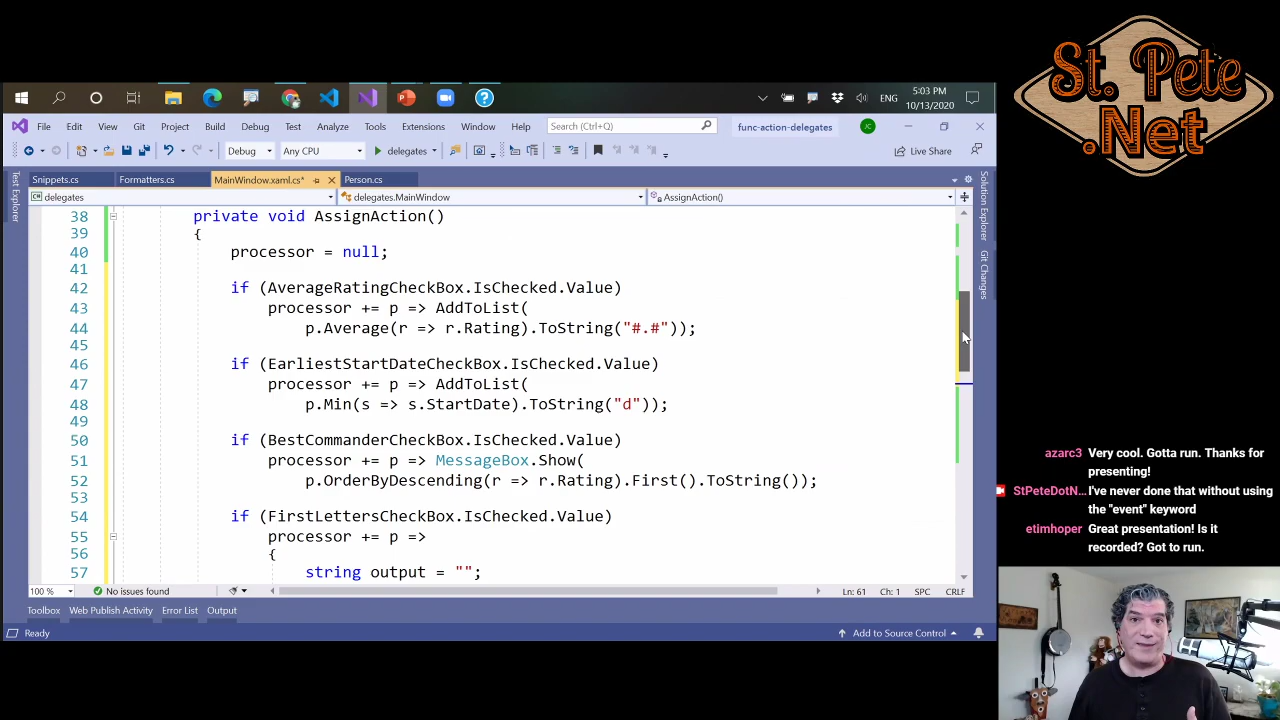 St. Pete
.Net
ENG
5:03 PM
10/13/2020
File Edit View Git Project Build Debug Test Analyze Tools Extensions Window Help Search (Ctrl+Q) func-action-delegates JC
Debug Any CPU delegates Live Share
Snippets.cs Formatters.cs MainWindow.xaml.cs* Person.cs
delegates delegates.MainWindow AssignAction()
Test Explorer
Solution Explorer
Git Changes
38 private void AssignAction()
39 {
40 processor = null;
41
42 if (AverageRatingCheckBox.IsChecked.Value)
43 processor += p => AddToList(
44 p.Average(r => r.Rating).ToString("#.#"));
45
46 if (EarliestStartDateCheckBox.IsChecked.Value)
47 processor += p => AddToList(
48 p.Min(s => s.StartDate).ToString("d"));
49
50 if (BestCommanderCheckBox.IsChecked.Value)
51 processor += p => MessageBox.Show(
52 p.OrderByDescending(r => r.Rating).First().ToString());
53
54 if (FirstLettersCheckBox.IsChecked.Value)
55 processor += p =>
56 {
57 string output = "";
100 % No issues found Ln: 61 Ch: 1 SPC CRLF
Toolbox Web Publish Activity Error List Output
Ready Add to Source Control
azarc3 Very cool. Gotta run. Thanks for
presenting!
StPeteDotN... I've never done that without using
the "event" keyword
etimhoper Great presentation! Is it
recorded? Got to run.